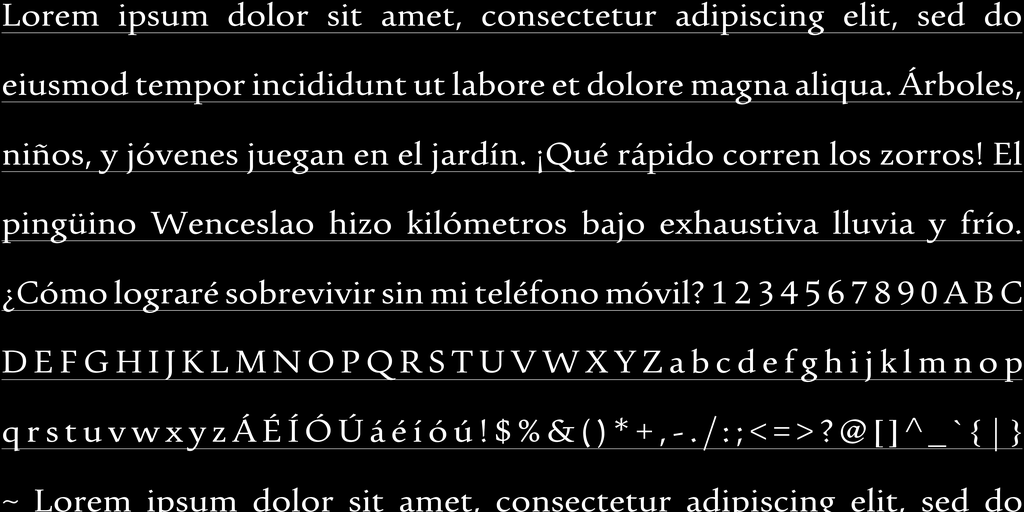 Lorem ipsum dolor sit amet, consectetur adipiscing elit, sed do
eiusmod tempor incididunt ut labore et dolore magna aliqua. Árboles,
niños, y jóvenes juegan en el jardín. ¡Qué rápido corren los zorros! El
pingüino Wenceslao hizo kilómetros bajo exhaustiva lluvia y frío.
¿Cómo lograré sobrevivir sin mi teléfono móvil? 1 2 3 4 5 6 7 8 9 0 A B C
D E F G H I J K L M N O P Q R S T U V W X Y Z a b c d e f g h i j k l m n o p
q r s t u v w x y z Á É Í Ó Ú á é í ó ú ! $ % & ( ) * + , - . / : ; < = > ? @ [ ] ^ _ ` { | }
~ Lorem ipsum dolor sit amet, consectetur adipiscing elit, sed do